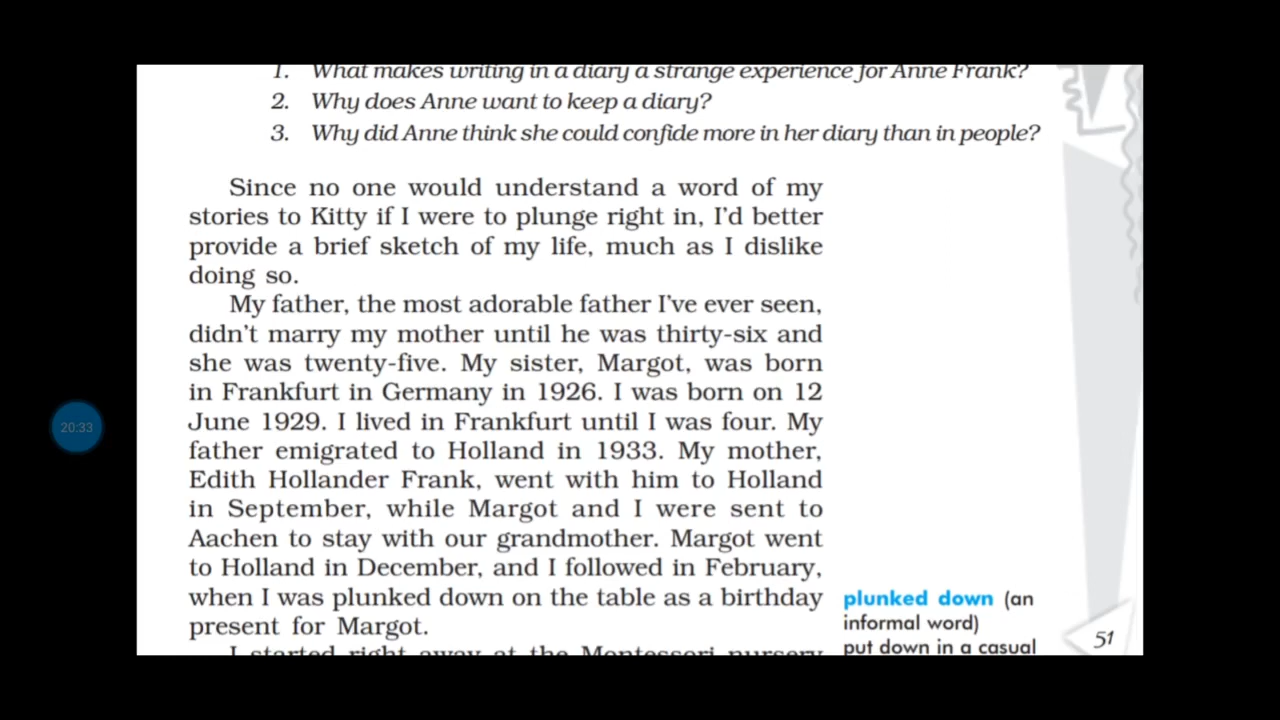 1. What makes writing in a diary a strange experience for Anne Frank?
2. Why does Anne want to keep a diary?
3. Why did Anne think she could confide more in her diary than in people?
Since no one would understand a word of my
stories to Kitty if I were to plunge right in, I'd better
provide a brief sketch of my life, much as I dislike
doing so.
My father, the most adorable father I've ever seen,
didn't marry my mother until he was thirty-six and
she was twenty-five. My sister, Margot, was born
in Frankfurt in Germany in 1926. I was born on 12
June 1929. I lived in Frankfurt until I was four. My
father emigrated to Holland in 1933. My mother,
Edith Hollander Frank, went with him to Holland
in September, while Margot and I were sent to
Aachen to stay with our grandmother. Margot went
to Holland in December, and I followed in February,
when I was plunked down on the table as a birthday
present for Margot.
I started right away at the Montessori nursery
plunked down (an
informal word)
put down in a casual
51
20:33